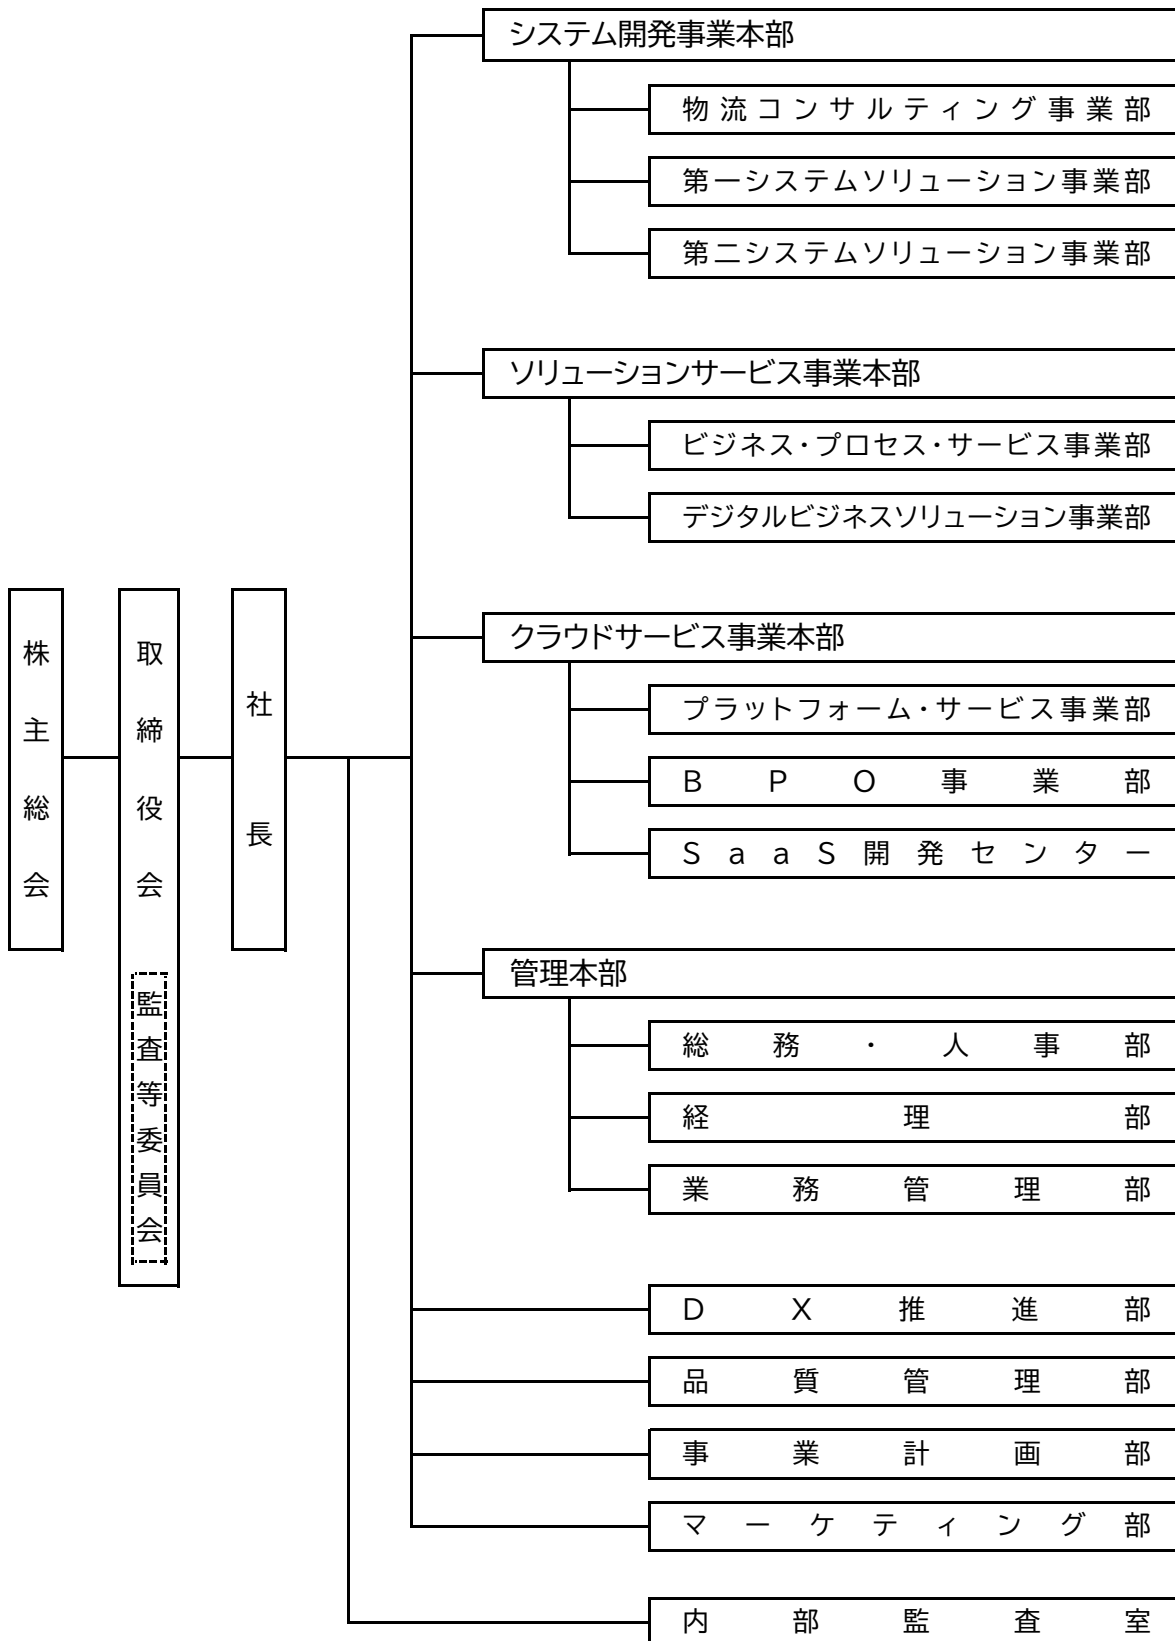 株主総会
取締役会
監査等委員会
社長
システム開発事業本部
物流コンサルティング事業部
第一システムソリューション事業部
第二システムソリューション事業部
ソリューションサービス事業本部
ビジネス・プロセス・サービス事業部
デジタルビジネスソリューション事業部
クラウドサービス事業本部
プラットフォーム・サービス事業部
BPO事業部
SaaS開発センター
管理本部
総務・人事部
経理部
業務管理部
DX推進部
品質管理部
事業計画部
マーケティング部
内部監査室